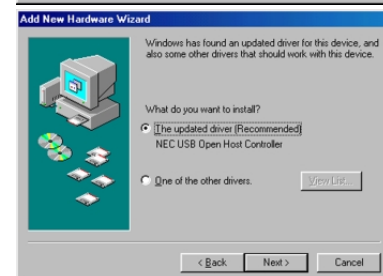 Add New Hardware Wizard
Windows has found an updated driver for this device, and
also some other drivers that should work with this device.
What do you want to install?
The updated driver (Recommended)
NEC USB Open Host Controller
One of the other drivers.
View List...
< Back
Next >
Cancel